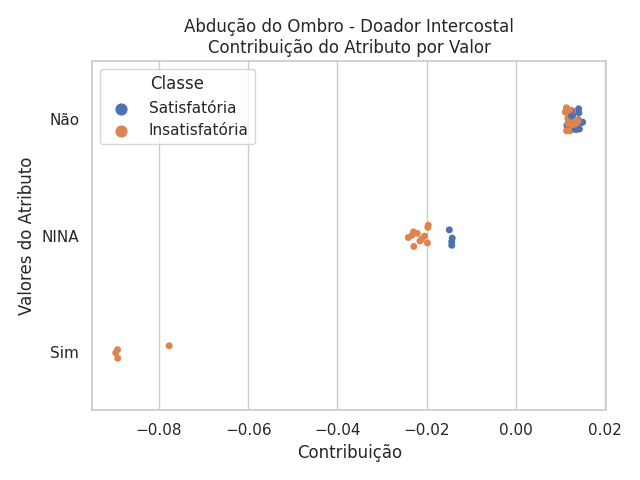 Abdução do Ombro - Doador Intercostal
Contribuição do Atributo por Valor
Classe
Satisfatória
Insatisfatória
Valores do Atributo
Não
NINA
Sim
−0.08
−0.06
−0.04
−0.02
0.00
0.02
Contribuição